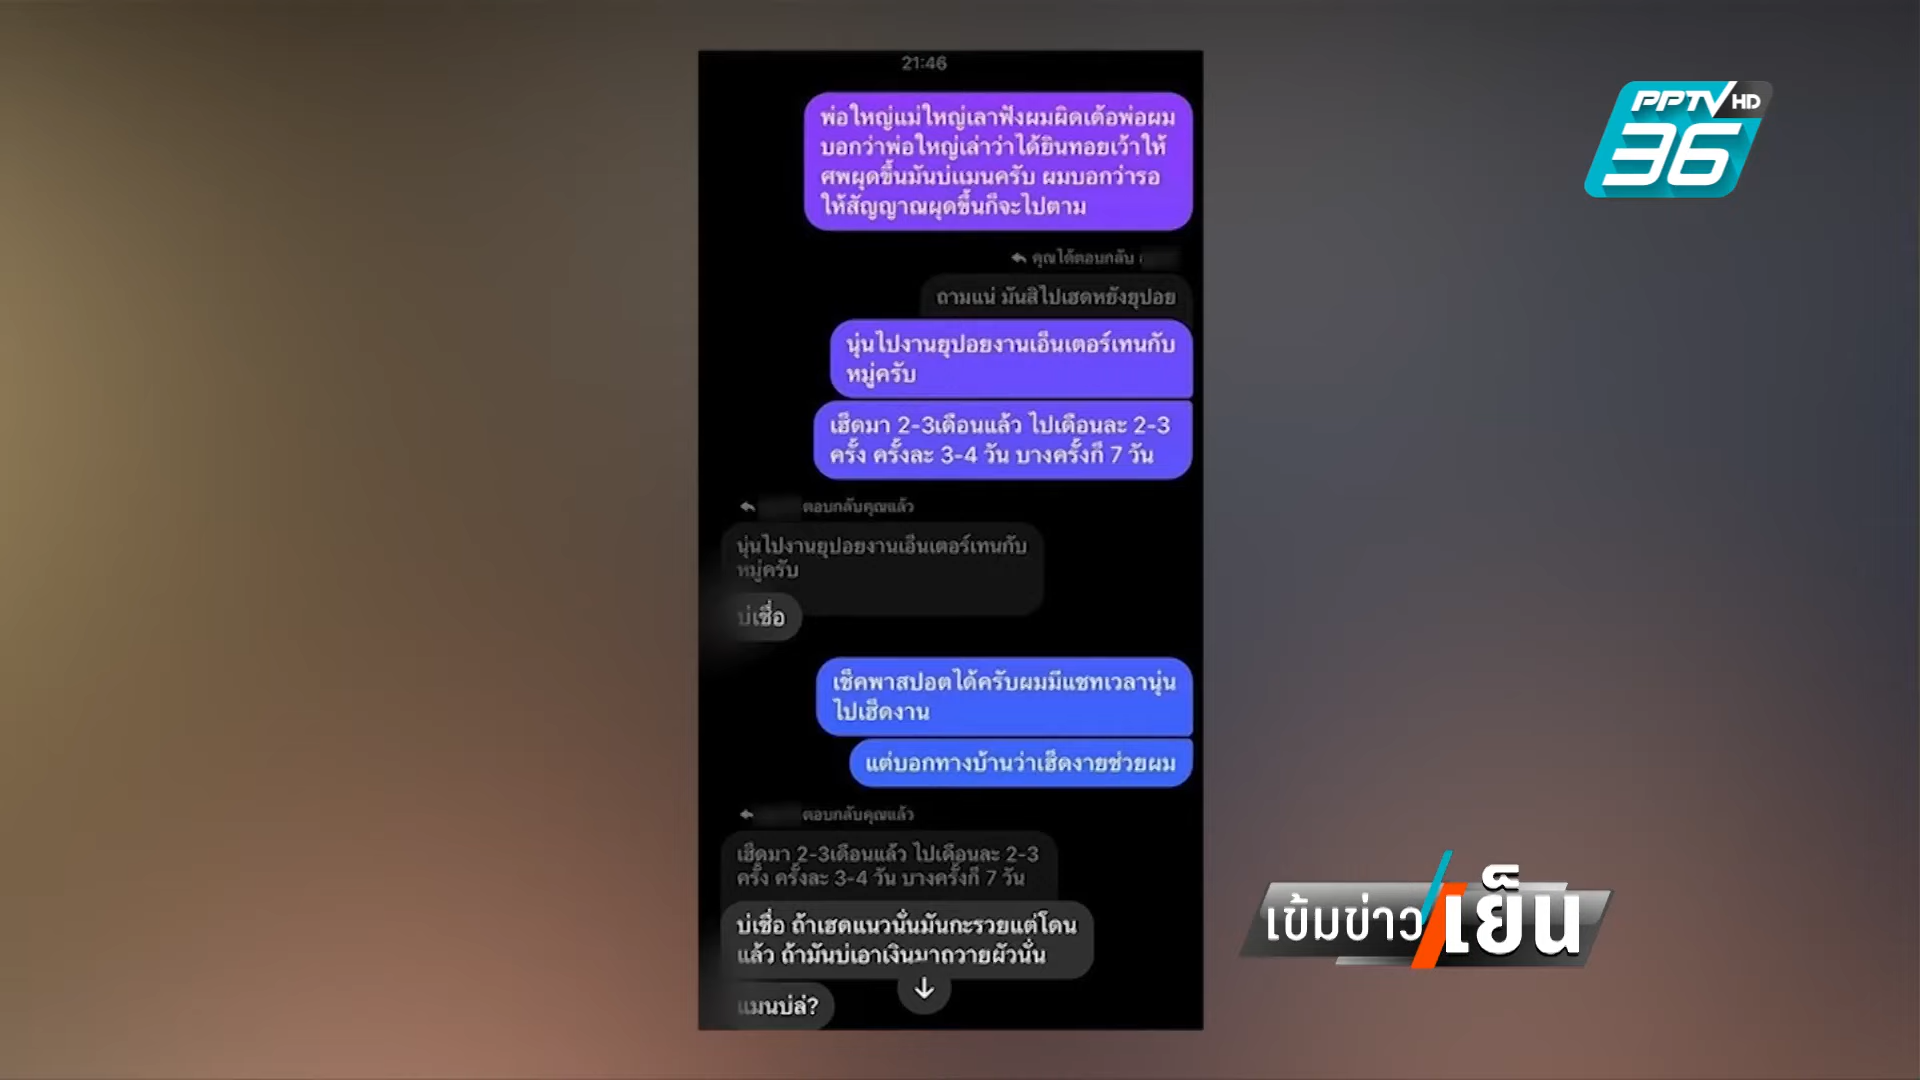 21:46
PPTV HD
36
พ่อใหญ่แม่ใหญ่เลาฟังผมผิดเด้อพ่อผม
บอกว่าพ่อใหญ่เล่าว่าได้ยินทอยเว้าให้
ศพผุดขึ้นมันบ่แมนครับ ผมบอกว่ารอ
ให้สัญญาณผุดขึ้นก็จะไปตาม
คุณได้ตอบกลับ
ถามแน่ มันสิไปเฮดหยังยุปอย
นุ่นไปงานยุปอยงานเอ็นเตอร์เทนกับ
หมู่ครับ
เฮ็ดมา 2-3เดือนแล้ว ไปเดือนละ 2-3
ครั้ง ครั้งละ 3-4 วัน บางครั้งก็ 7 วัน
ตอบกลับคุณแล้ว
นุ่นไปงานยุปอยงานเอ็นเตอร์เทนกับ
หมู่ครับ
บ่เชื่อ
เช็คพาสปอตได้ครับผมมีแชทเวลานุ่น
ไปเฮ็ดงาน
แต่บอกทางบ้านว่าเฮ็ดงายช่วยผม
ตอบกลับคุณแล้ว
เฮ็ดมา 2-3เดือนแล้ว ไปเดือนละ 2-3
ครั้ง ครั้งละ 3-4 วัน บางครั้งก็ 7 วัน
บ่เชื่อ ถ้าเฮดแนวนั่นมันกะรวยแต่โดน
แล้ว ถ้ามันบ่เอาเงินมาถวายผัวนั่น
แมนบ่ล่?
เข้มข่าวเย็น